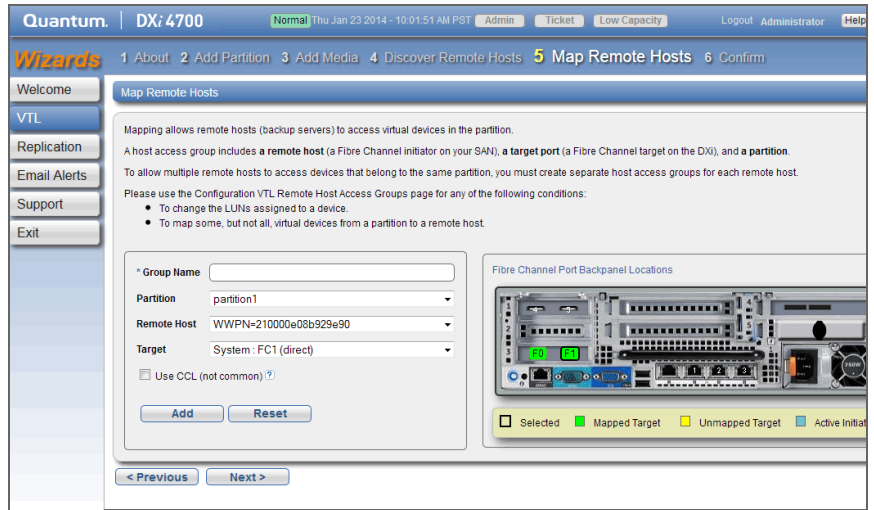 Quantum. DXi 4700 Normal Thu Jan 23 2014 - 10:01:51 AM PST Admin Ticket Low Capacity Logout Administrator Help
Wizards 1 About 2 Add Partition 3 Add Media 4 Discover Remote Hosts 5 Map Remote Hosts 6 Confirm
Welcome
VTL
Replication
Email Alerts
Support
Exit
Map Remote Hosts
Mapping allows remote hosts (backup servers) to access virtual devices in the partition.
A host access group includes a remote host (a Fibre Channel initiator on your SAN), a target port (a Fibre Channel target on the DXi), and a partition.
To allow multiple remote hosts to access devices that belong to the same partition, you must create separate host access groups for each remote host.
Please use the Configuration VTL Remote Host Access Groups page for any of the following conditions:
• To change the LUNs assigned to a device.
• To map some, but not all, virtual devices from a partition to a remote host.
* Group Name
Partition partition1
Remote Host WWPN=210000e08b929e90
Target System : FC1 (direct)
Use CCL (not common) ?
Add Reset
Fibre Channel Port Backpanel Locations
1 4
2 5
3 F0 F1
1 2 3
750W
Selected Mapped Target Unmapped Target Active Initiat
< Previous Next >